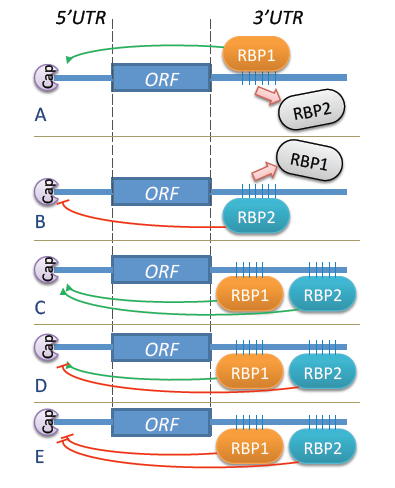 5’UTR 3’UTR
RBP1
Cap ORF
A RBP2
RBP1
Cap ORF
B RBP2
Cap ORF
C RBP1 RBP2
Cap ORF
D RBP1 RBP2
Cap ORF
E RBP1 RBP2